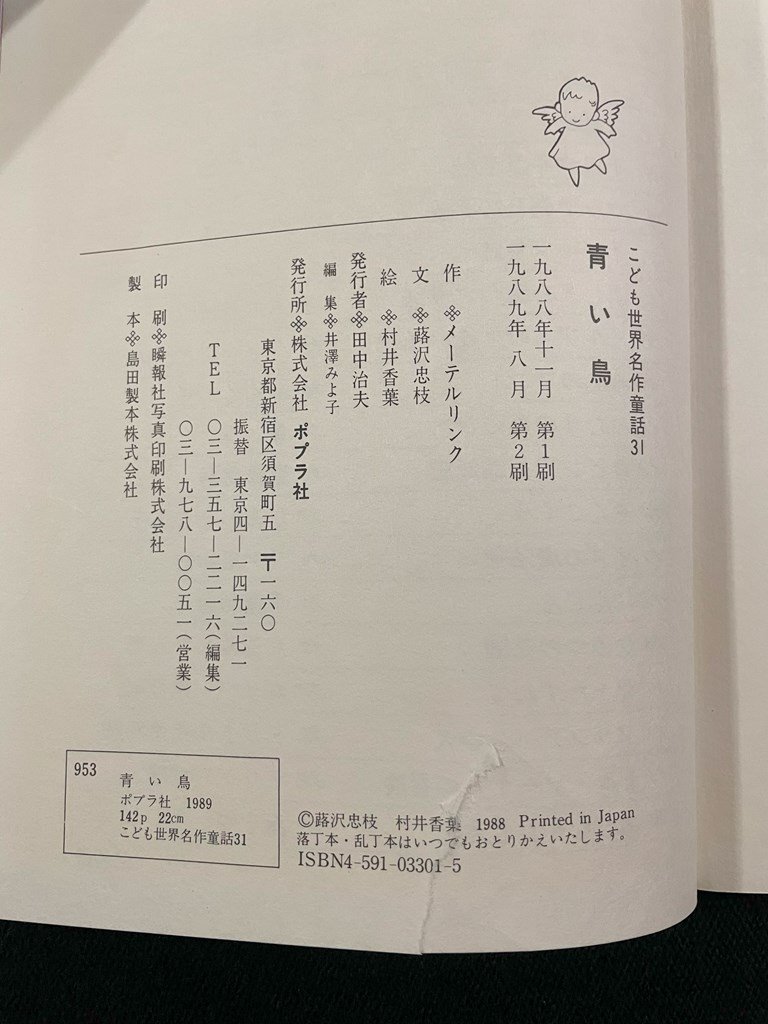 こども世界名作童話31
青い鳥
一九八八年十一月 第1刷
一九八九年 八 月 第2刷
作 メーテルリンク
文 蕗沢忠枝
絵 村井香葉
発行者 田中治夫
編集 井澤みよ子
発行所 株式会社 ポプラ社
東京都新宿区須賀町五 〒一六〇
振替 東京四―一四九二七一
TEL 〇三―三五七―二二一六(編集)
〇三―九七八―〇〇五一(営業)
印刷 瞬報社写真印刷株式会社
製本 島田製本株式会社
©蕗沢忠枝 村井香葉 1988 Printed in Japan
落丁本・乱丁本はいつでもおとりかえいたします。
ISBN4-591-03301-5
953
青い鳥
ポプラ社 1989
142p 22cm
こども世界名作童話31